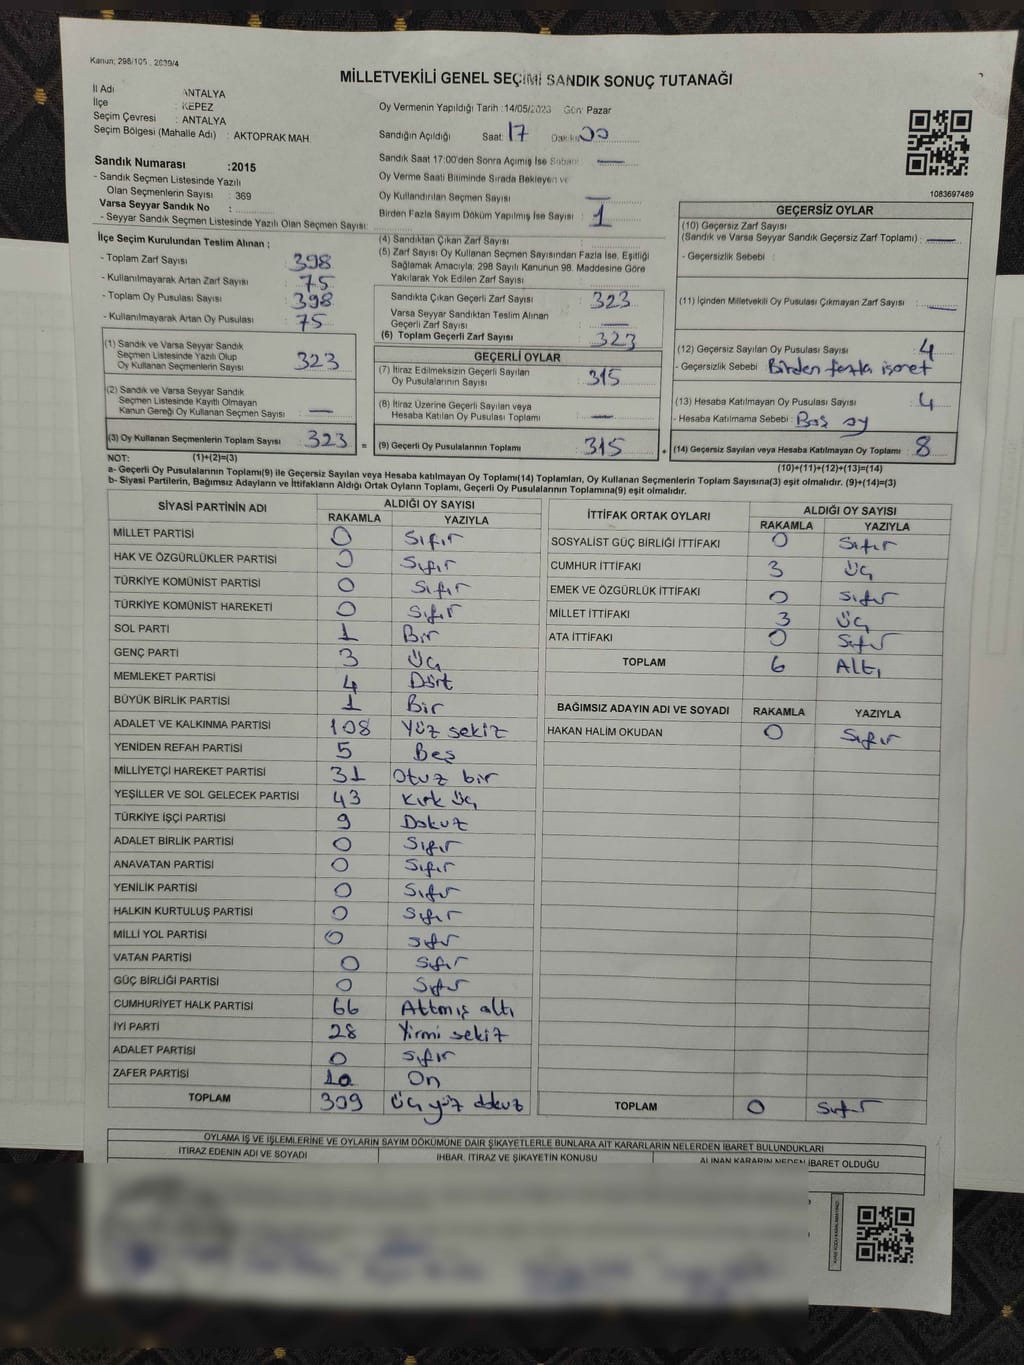 Kanun; 298/105 , 2839/4
MİLLETVEKİLİ GENEL SEÇİMİ SANDIK SONUÇ TUTANAĞI
İl Adı : ANTALYA
İlçe : KEPEZ
Seçim Çevresi : ANTALYA
Seçim Bölgesi (Mahalle Adı) : AKTOPRAK MAH.
Oy Vermenin Yapıldığı Tarih : 14/05/2023 Gün: Pazar
Sandığın Açıldığı Saat: 17 Dakika 00
Sandık Saat 17:00'den Sonra Açılmış İse Sebebi —
Oy Verme Saati Bitiminde Sırada Bekleyen ve
Oy Kullandırılan Seçmen Sayısı : —
Birden Fazla Sayım Döküm Yapılmış İse Sayısı : 1
1083697489
Sandık Numarası :2015
- Sandık Seçmen Listesinde Yazılı
Olan Seçmenlerin Sayısı : 369
Varsa Seyyar Sandık No :
- Seyyar Sandık Seçmen Listesinde Yazılı Olan Seçmen Sayısı:
İlçe Seçim Kurulundan Teslim Alınan ;
- Toplam Zarf Sayısı : 398
- Kullanılmayarak Artan Zarf Sayısı : 75
- Toplam Oy Pusulası Sayısı : 398
- Kullanılmayarak Artan Oy Pusulası : 75
(1) Sandık ve Varsa Seyyar Sandık
Seçmen Listesinde Yazılı Olup
Oy Kullanan Seçmenlerin Sayısı : 323
(2) Sandık ve Varsa Seyyar Sandık
Seçmen Listesinde Kayıtlı Olmayan
Kanun Gereği Oy Kullanan Seçmen Sayısı : —
(3) Oy Kullanan Seçmenlerin Toplam Sayısı : 323 =
(4) Sandıktan Çıkan Zarf Sayısı :
(5) Zarf Sayısı Oy Kullanan Seçmen Sayısından Fazla İse, Eşitliği
Sağlamak Amacıyla, 298 Sayılı Kanunun 98. Maddesine Göre
Yakılarak Yok Edilen Zarf Sayısı :
Sandıkta Çıkan Geçerli Zarf Sayısı : 323
Varsa Seyyar Sandıktan Teslim Alınan
Geçerli Zarf Sayısı : —
(6) Toplam Geçerli Zarf Sayısı : 323
GEÇERLİ OYLAR
(7) İtiraz Edilmeksizin Geçerli Sayılan
Oy Pusulalarının Sayısı : 315
(8) İtiraz Üzerine Geçerli Sayılan veya
Hesaba Katılan Oy Pusulası Toplamı : —
(9) Geçerli Oy Pusulalarının Toplamı : 315 +
GEÇERSİZ OYLAR
(10) Geçersiz Zarf Sayısı
(Sandık ve Varsa Seyyar Sandık Geçersiz Zarf Toplamı) : —
- Geçersizlik Sebebi :
(11) İçinden Milletvekili Oy Pusulası Çıkmayan Zarf Sayısı : —
(12) Geçersiz Sayılan Oy Pusulası Sayısı : 4
- Geçersizlik Sebebi : Birden fazla işaret
(13) Hesaba Katılmayan Oy Pusulası Sayısı : 4
- Hesaba Katılmama Sebebi : Boş oy
(14) Geçersiz Sayılan veya Hesaba Katılmayan Oy Toplamı : 8
NOT: (1)+(2)=(3)
(10)+(11)+(12)+(13)=(14)
a- Geçerli Oy Pusulalarının Toplamı(9) ile Geçersiz Sayılan veya Hesaba katılmayan Oy Toplamı(14) Toplamları, Oy Kullanan Seçmenlerin Toplam Sayısına(3) eşit olmalıdır. (9)+(14)=(3)
b- Siyasi Partilerin, Bağımsız Adayların ve İttifakların Aldığı Ortak Oyların Toplamı, Geçerli Oy Pusulalarının Toplamına(9) eşit olmalıdır.
SİYASİ PARTİNİN ADI ALDIĞI OY SAYISI
RAKAMLA YAZIYLA
MİLLET PARTİSİ 0 Sıfır
HAK VE ÖZGÜRLÜKLER PARTİSİ 0 Sıfır
TÜRKİYE KOMÜNİST PARTİSİ 0 Sıfır
TÜRKİYE KOMÜNİST HAREKETİ 0 Sıfır
SOL PARTİ 1 Bir
GENÇ PARTİ 3 Üç
MEMLEKET PARTİSİ 4 Dört
BÜYÜK BİRLİK PARTİSİ 1 Bir
ADALET VE KALKINMA PARTİSİ 108 Yüz sekiz
YENİDEN REFAH PARTİSİ 5 Beş
MİLLİYETÇİ HAREKET PARTİSİ 31 Otuz bir
YEŞİLLER VE SOL GELECEK PARTİSİ 43 Kırk Üç
TÜRKİYE İŞÇİ PARTİSİ 9 Dokuz
ADALET BİRLİK PARTİSİ 0 Sıfır
ANAVATAN PARTİSİ 0 Sıfır
YENİLİK PARTİSİ 0 Sıfır
HALKIN KURTULUŞ PARTİSİ 0 Sıfır
MİLLİ YOL PARTİSİ 0 sıfır
VATAN PARTİSİ 0 Sıfır
GÜÇ BİRLİĞİ PARTİSİ 0 Sıfır
CUMHURİYET HALK PARTİSİ 66 Altmış altı
İYİ PARTİ 28 Yirmi sekiz
ADALET PARTİSİ 0 Sıfır
ZAFER PARTİSİ 10 On
TOPLAM 309 Üç yüz dokuz
İTTİFAK ORTAK OYLARI ALDIĞI OY SAYISI
RAKAMLA YAZIYLA
SOSYALİST GÜÇ BİRLİĞİ İTTİFAKI 0 Sıfır
CUMHUR İTTİFAKI 3 Üç
EMEK VE ÖZGÜRLÜK İTTİFAKI 0 Sıfır
MİLLET İTTİFAKI 3 Üç
ATA İTTİFAKI 0 Sıfır
TOPLAM 6 Altı
BAĞIMSIZ ADAYIN ADI VE SOYADI RAKAMLA YAZIYLA
HAKAN HALİM OKUDAN 0 Sıfır
TOPLAM 0 Sıfır
OYLAMA İŞ VE İŞLEMLERİNE VE OYLARIN SAYIM DÖKÜMÜNE DAİR ŞİKAYETLERLE BUNLARA AİT KARARLARIN NELERDEN İBARET BULUNDUKLARI
İTİRAZ EDENİN ADI VE SOYADI İHBAR, İTİRAZ VE ŞİKAYETİN KONUSU ALINAN KARARIN NEDEN İBARET OLDUĞU